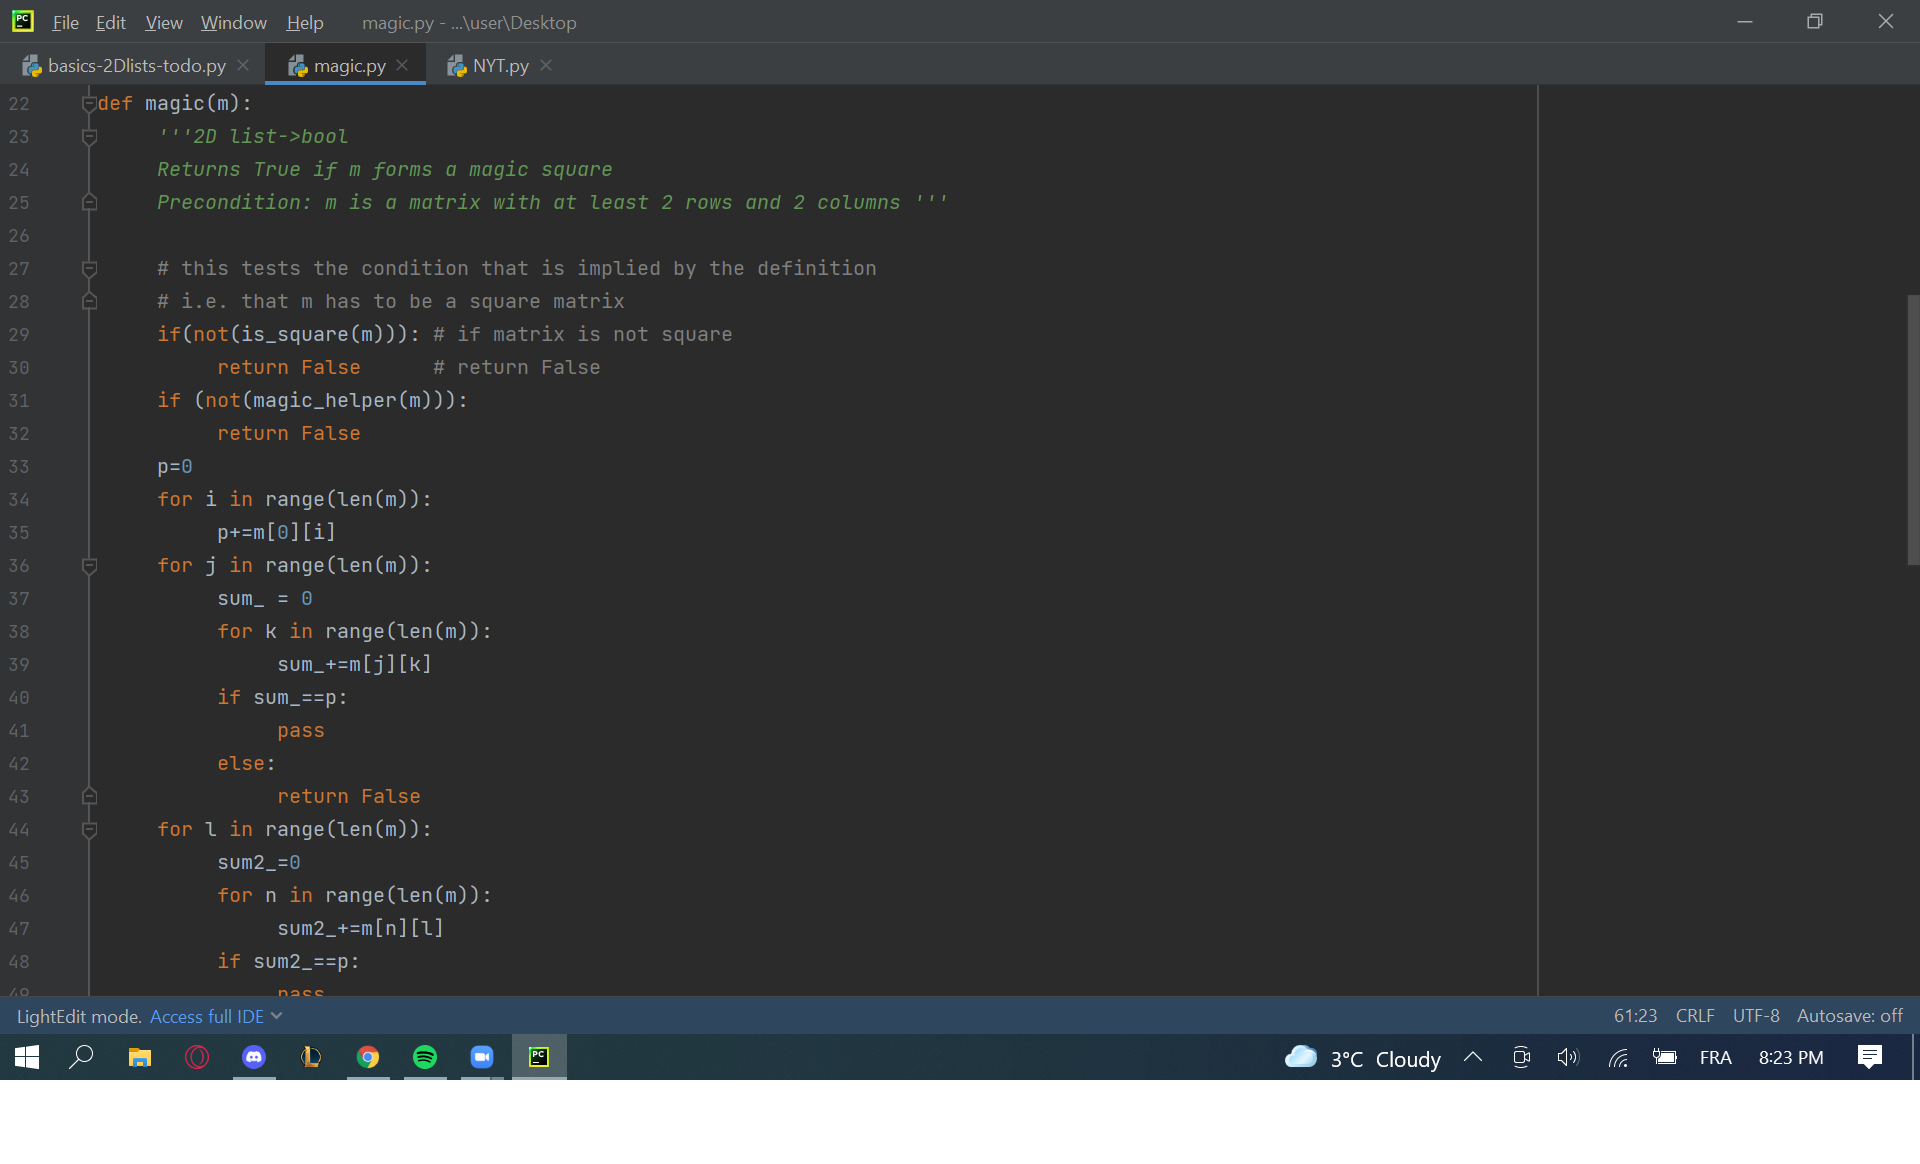 File Edit View Window Help magic.py - ...\user\Desktop
basics-2Dlists-todo.py magic.py NYT.py
22 def magic(m):
23 '''2D list->bool
24 Returns True if m forms a magic square
25 Precondition: m is a matrix with at least 2 rows and 2 columns '''
26
27 # this tests the condition that is implied by the definition
28 # i.e. that m has to be a square matrix
29 if(not(is_square(m))): # if matrix is not square
30 return False # return False
31 if (not(magic_helper(m))):
32 return False
33 p=0
34 for i in range(len(m)):
35 p+=m[0][i]
36 for j in range(len(m)):
37 sum_ = 0
38 for k in range(len(m)):
39 sum_+=m[j][k]
40 if sum_==p:
41 pass
42 else:
43 return False
44 for l in range(len(m)):
45 sum2_=0
46 for n in range(len(m)):
47 sum2_+=m[n][l]
48 if sum2_==p:
49 pass
LightEdit mode. Access full IDE 61:23 CRLF UTF-8 Autosave: off
PC 3°C Cloudy FRA 8:23 PM